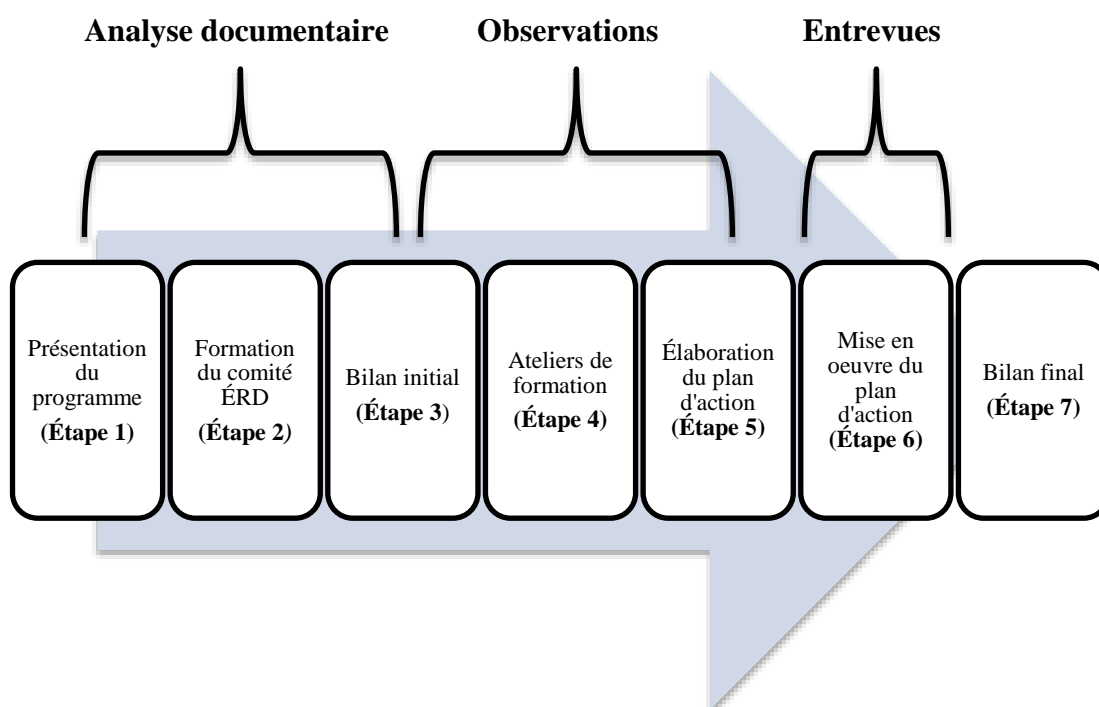 Analyse documentaire
Observations
Entrevues
Présentation
du
programme
(Étape 1)
Formation
du comité
ÉRD
(Étape 2)
Bilan initial
(Étape 3)
Ateliers de
formation
(Étape 4)
Élaboration
du plan
d'action
(Étape 5)
Mise en
oeuvre du
plan
d'action
(Étape 6)
Bilan final
(Étape 7)